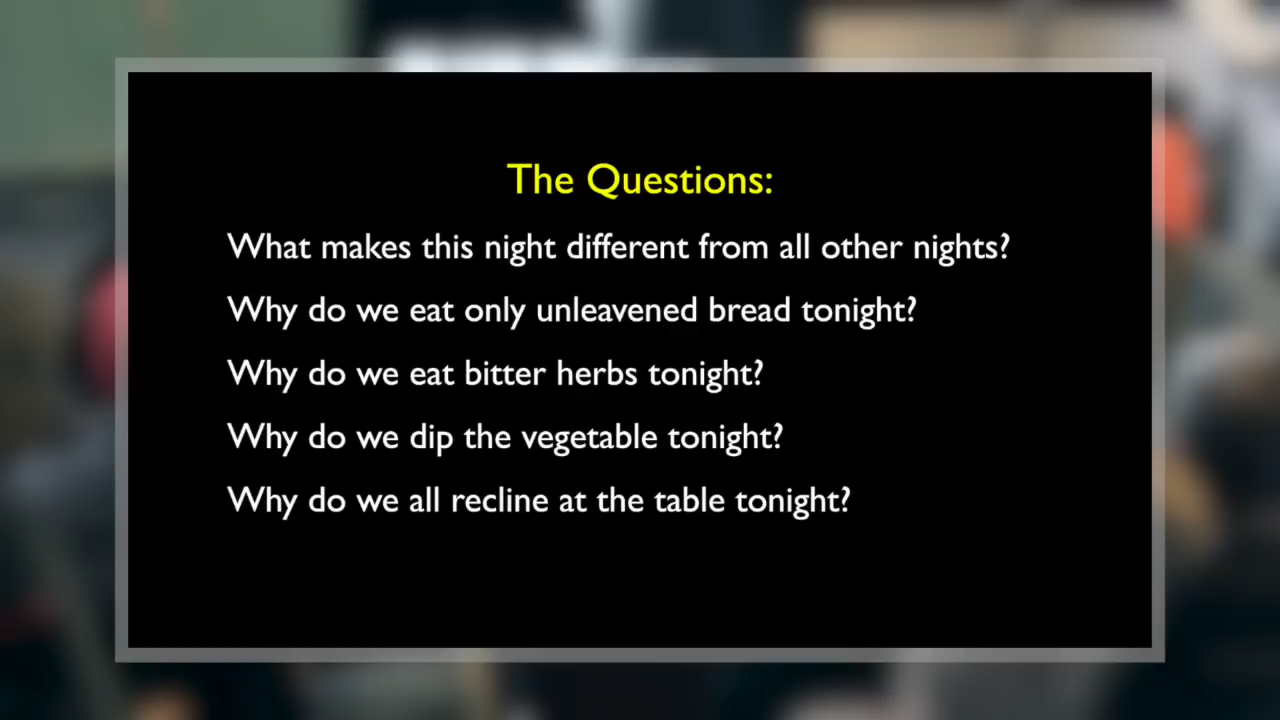 The Questions:
What makes this night different from all other nights?
Why do we eat only unleavened bread tonight?
Why do we eat bitter herbs tonight?
Why do we dip the vegetable tonight?
Why do we all recline at the table tonight?